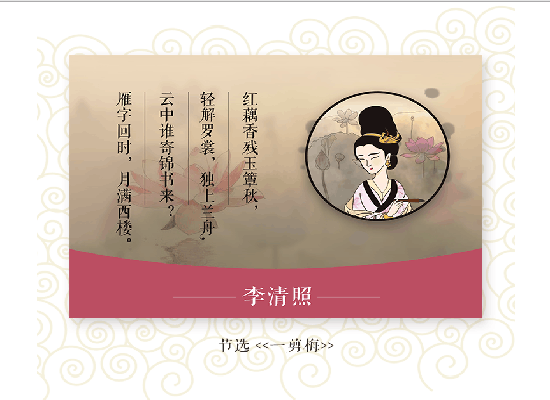 红藕香残玉簟秋，
轻解罗裳，独上兰舟，
云中谁寄锦书来？
雁字回时，月满西楼。
李清照
节选 <<一剪梅>>